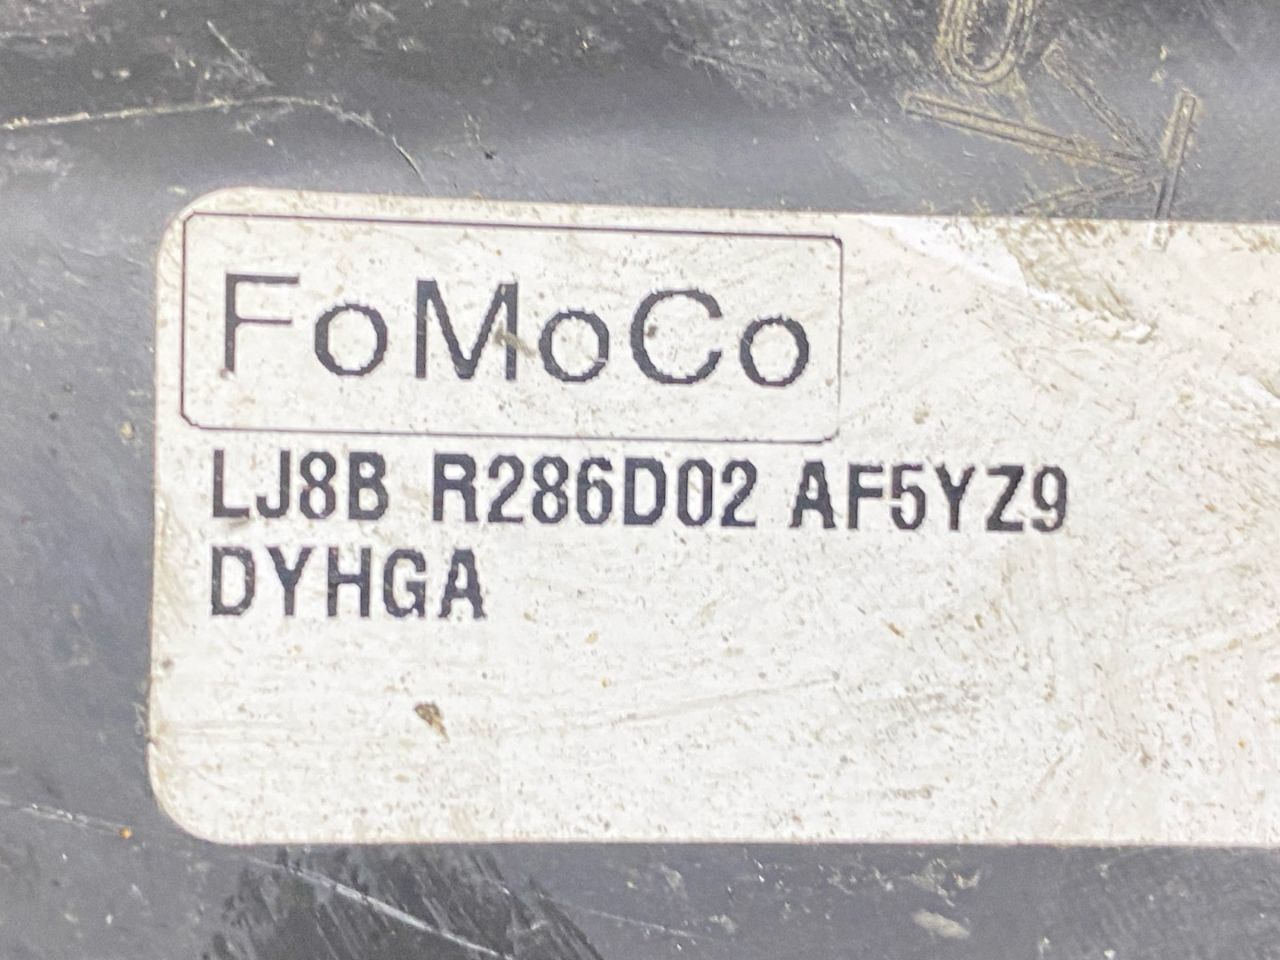 FoMoCo
LJ8B R286D02 AF5YZ9
DYHGA